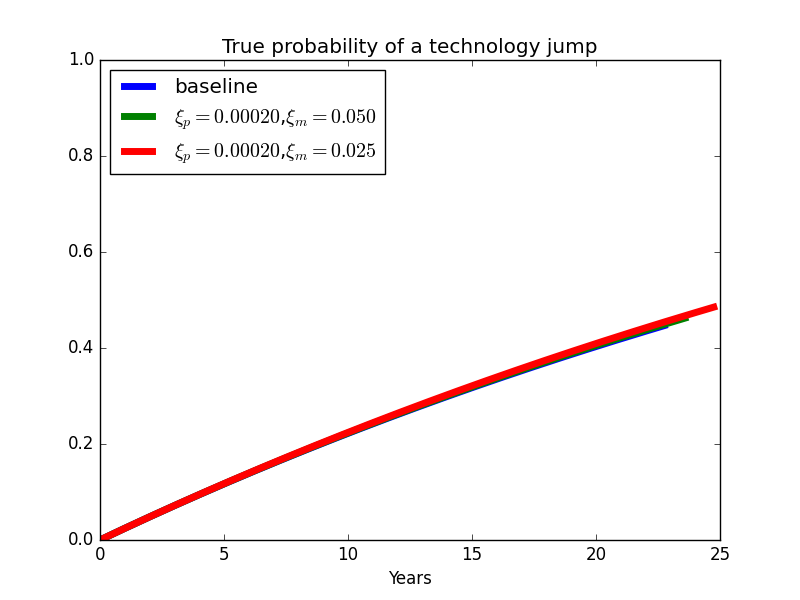 True probability of a technology jump
baseline
ξₚ = 0.00020,ξₘ = 0.050
ξₚ = 0.00020,ξₘ = 0.025
1.0
0.8
0.6
0.4
0.2
0.0
0 5 10 15 20 25
Years